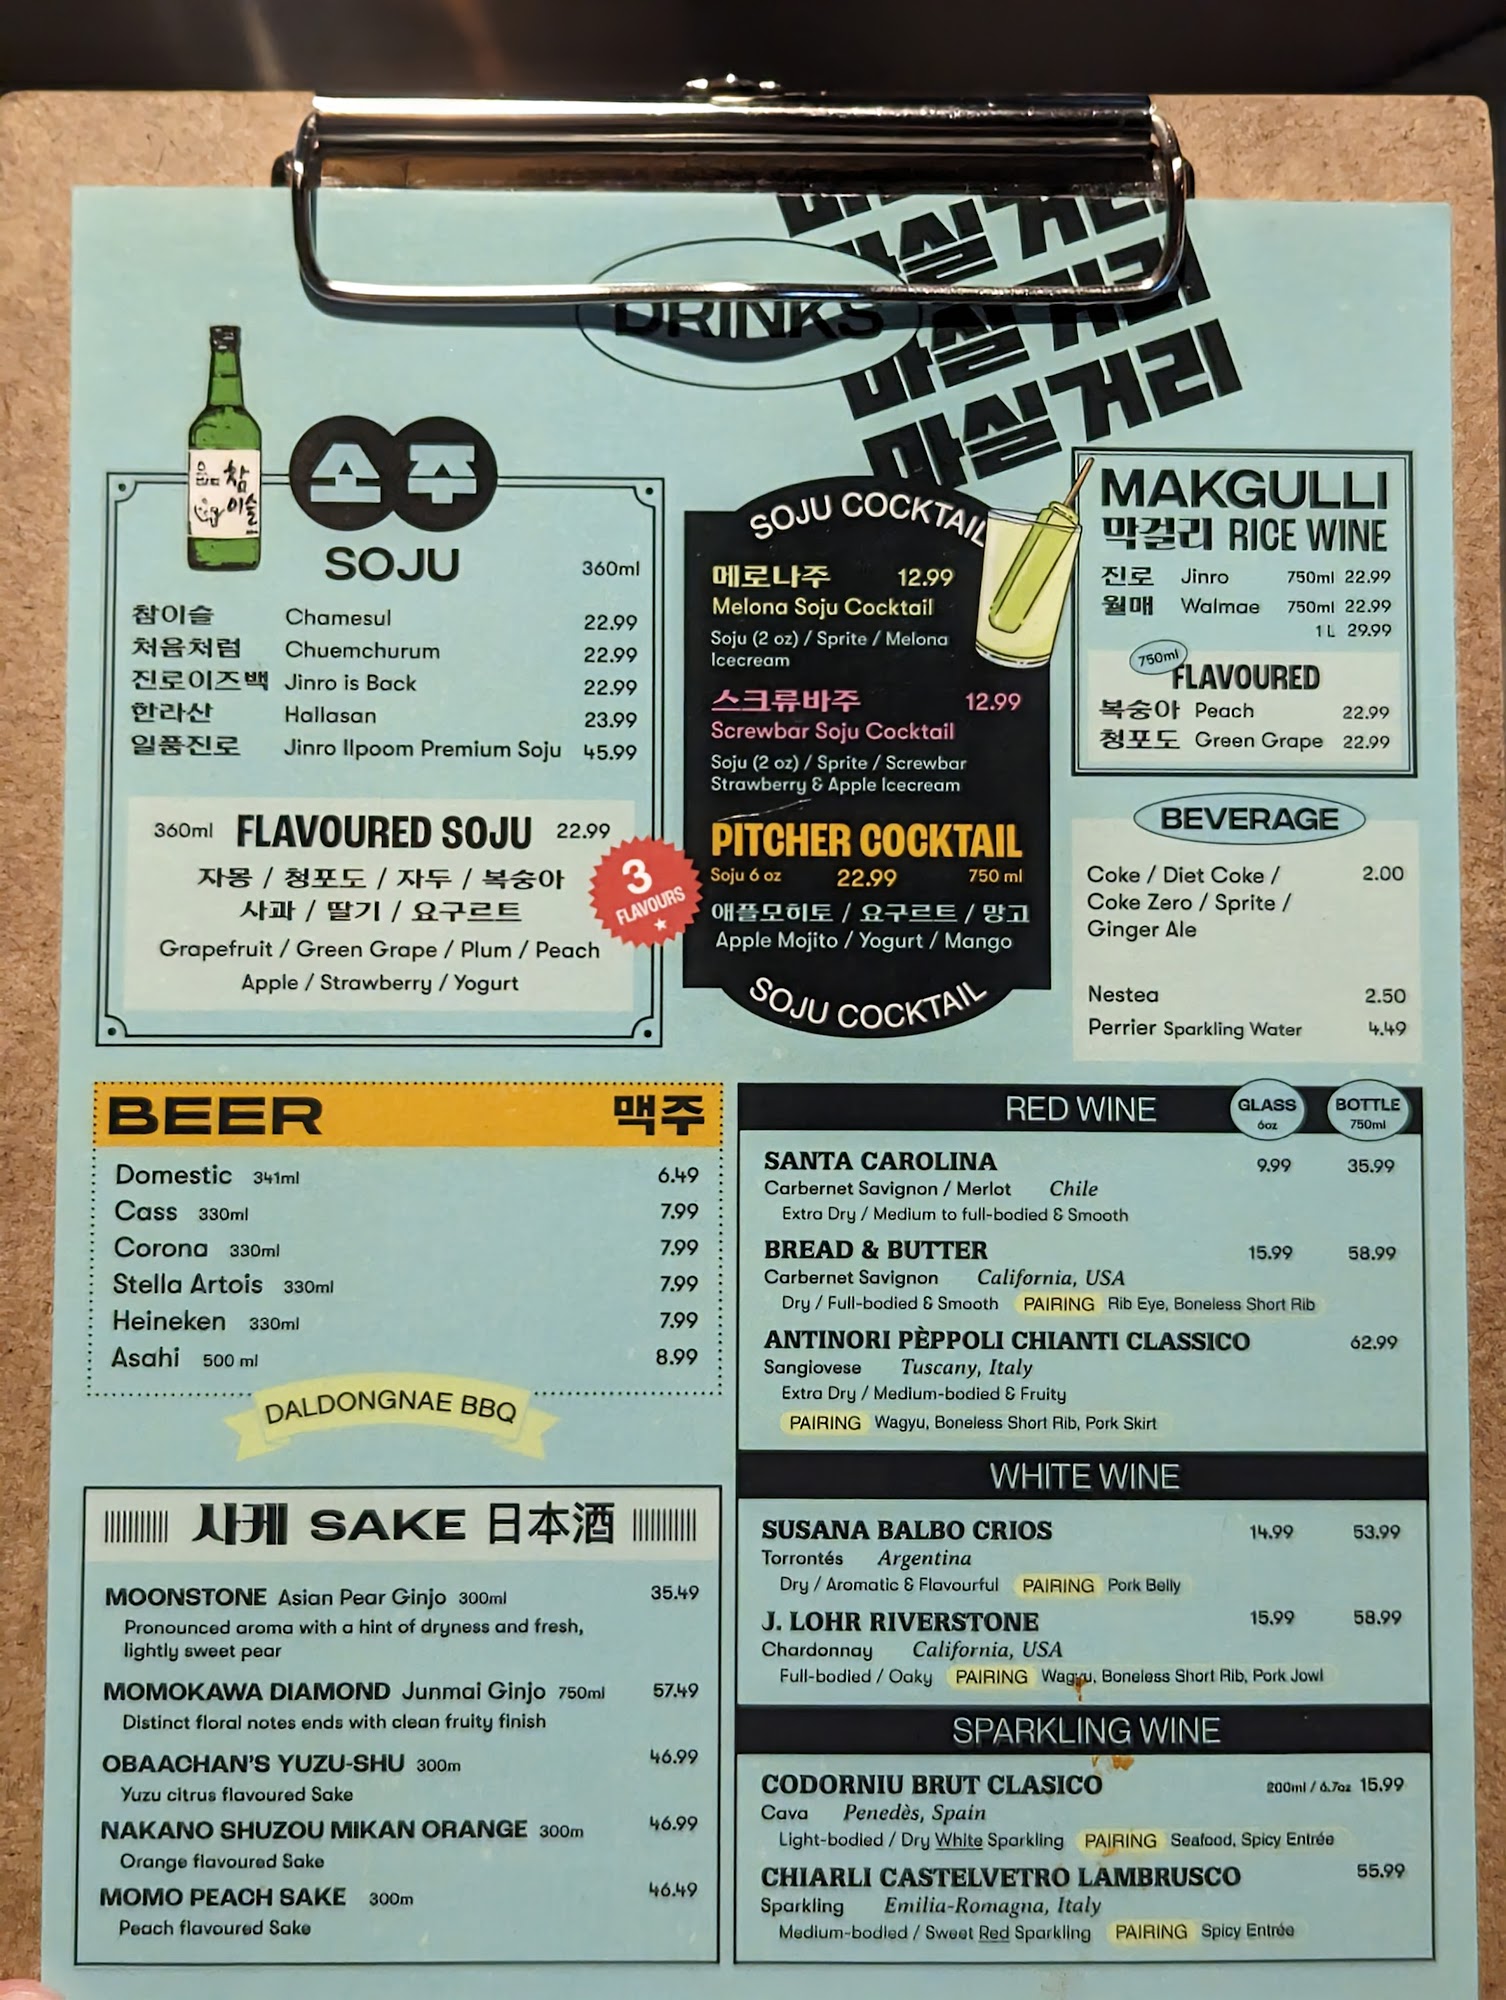 DRINKS
마실거리
마실거리
마실거리
마실거리
소주
SOJU 360ml
참이슬 Chamesul 22.99
처음처럼 Chuemchurum 22.99
진로이즈백 Jinro is Back 22.99
한라산 Hallasan 23.99
일품진로 Jinro Ilpoom Premium Soju 45.99
360ml FLAVOURED SOJU 22.99
자몽 / 청포도 / 자두 / 복숭아
사과 / 딸기 / 요구르트
Grapefruit / Green Grape / Plum / Peach
Apple / Strawberry / Yogurt
참
이슬
3
FLAVOURS
SOJU COCKTAIL
메로나주 12.99
Melona Soju Cocktail
Soju (2 oz) / Sprite / Melona
Icecream
스크류바주 12.99
Screwbar Soju Cocktail
Soju (2 oz) / Sprite / Screwbar
Strawberry & Apple Icecream
PITCHER COCKTAIL
Soju 6 oz 22.99 750 ml
애플모히토 / 요구르트 / 망고
Apple Mojito / Yogurt / Mango
SOJU COCKTAIL
MAKGULLI
막걸리 RICE WINE
진로 Jinro 750ml 22.99
월매 Walmae 750ml 22.99
1 L 29.99
750ml
FLAVOURED
복숭아 Peach 22.99
청포도 Green Grape 22.99
BEVERAGE
Coke / Diet Coke / 2.00
Coke Zero / Sprite /
Ginger Ale
Nestea 2.50
Perrier Sparkling Water 4.49
BEER 맥주
Domestic 341ml 6.49
Cass 330ml 7.99
Corona 330ml 7.99
Stella Artois 330ml 7.99
Heineken 330ml 7.99
Asahi 500 ml 8.99
DALDONGNAE BBQ
사케 SAKE 日本酒
MOONSTONE Asian Pear Ginjo 300ml 35.49
Pronounced aroma with a hint of dryness and fresh,
lightly sweet pear
MOMOKAWA DIAMOND Junmai Ginjo 750ml 57.49
Distinct floral notes ends with clean fruity finish
OBAACHAN'S YUZU-SHU 300m 46.99
Yuzu citrus flavoured Sake
NAKANO SHUZOU MIKAN ORANGE 300m 46.99
Orange flavoured Sake
MOMO PEACH SAKE 300m 46.49
Peach flavoured Sake
RED WINE GLASS 6oz BOTTLE 750ml
SANTA CAROLINA 9.99 35.99
Carbernet Savignon / Merlot Chile
Extra Dry / Medium to full-bodied & Smooth
BREAD & BUTTER 15.99 58.99
Carbernet Savignon California, USA
Dry / Full-bodied & Smooth PAIRING Rib Eye, Boneless Short Rib
ANTINORI PÈPPOLI CHIANTI CLASSICO 62.99
Sangiovese Tuscany, Italy
Extra Dry / Medium-bodied & Fruity
PAIRING Wagyu, Boneless Short Rib, Pork Skirt
WHITE WINE
SUSANA BALBO CRIOS 14.99 53.99
Torrontés Argentina
Dry / Aromatic & Flavourful PAIRING Pork Belly
J. LOHR RIVERSTONE 15.99 58.99
Chardonnay California, USA
Full-bodied / Oaky PAIRING Wagyu, Boneless Short Rib, Pork Jowl
SPARKLING WINE
CODORNIU BRUT CLASICO 200ml / 6.7oz 15.99
Cava Penedès, Spain
Light-bodied / Dry White Sparkling PAIRING Seafood, Spicy Entrée
CHIARLI CASTELVETRO LAMBRUSCO 55.99
Sparkling Emilia-Romagna, Italy
Medium-bodied / Sweet Red Sparkling PAIRING Spicy Entrée